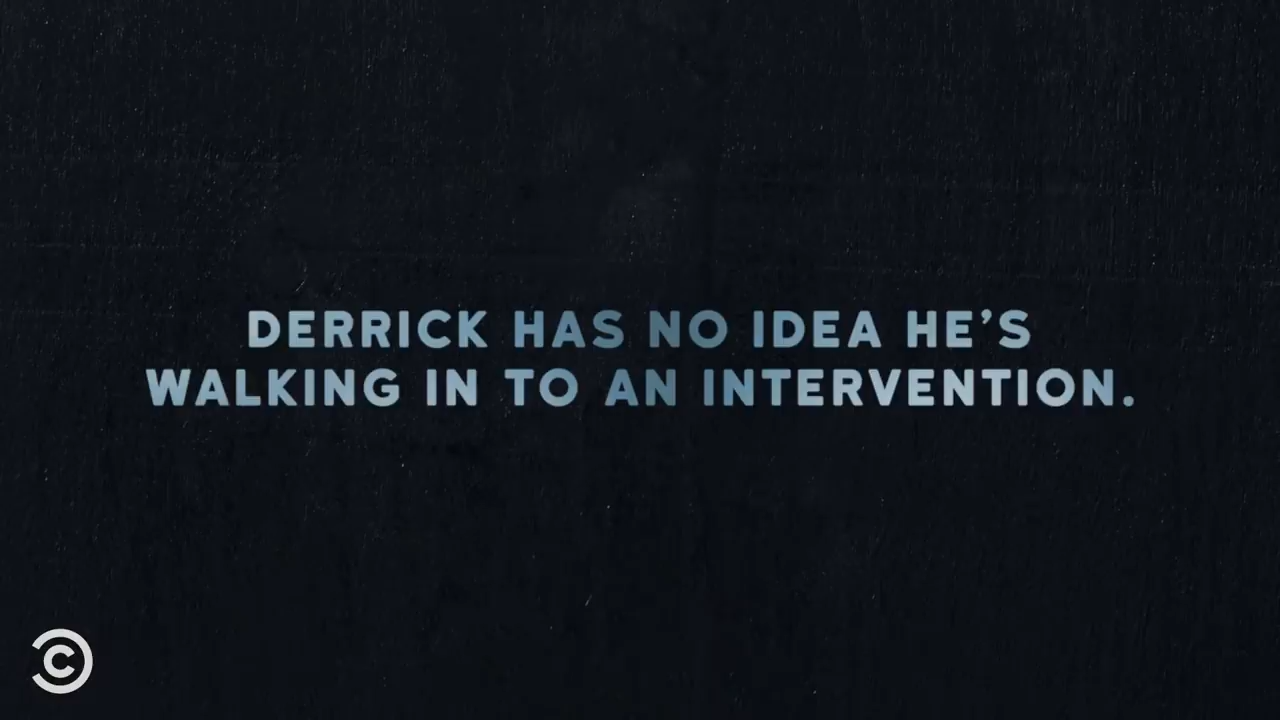 DERRICK HAS NO IDEA HE’S
WALKING IN TO AN INTERVENTION.